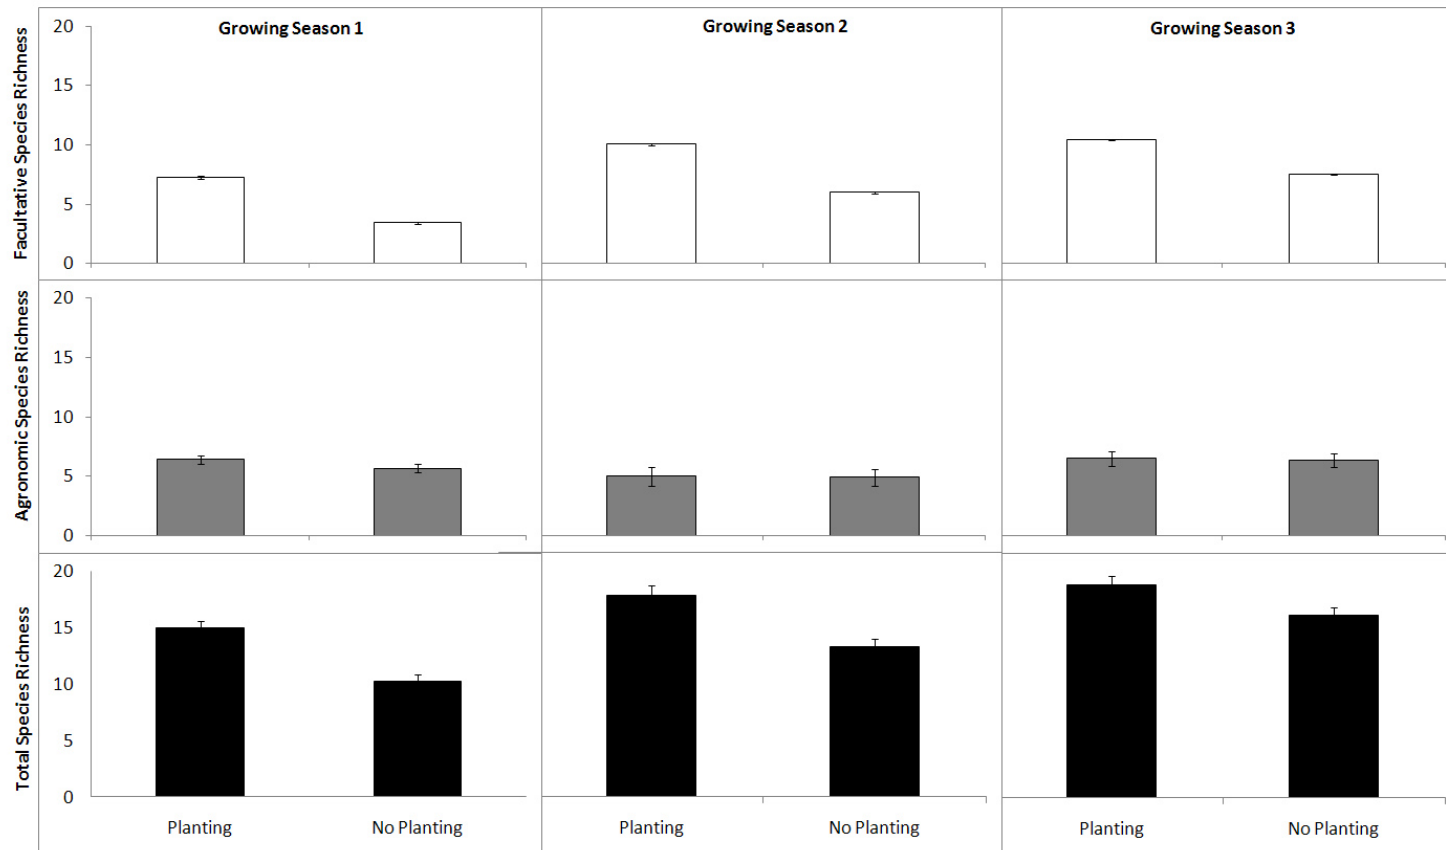 Growing Season 1
Growing Season 2
Growing Season 3
Facultative Species Richness
20
15
10
5
0
Agronomic Species Richness
20
15
10
5
0
Total Species Richness
20
15
10
5
0
Planting
No Planting
Planting
No Planting
Planting
No Planting